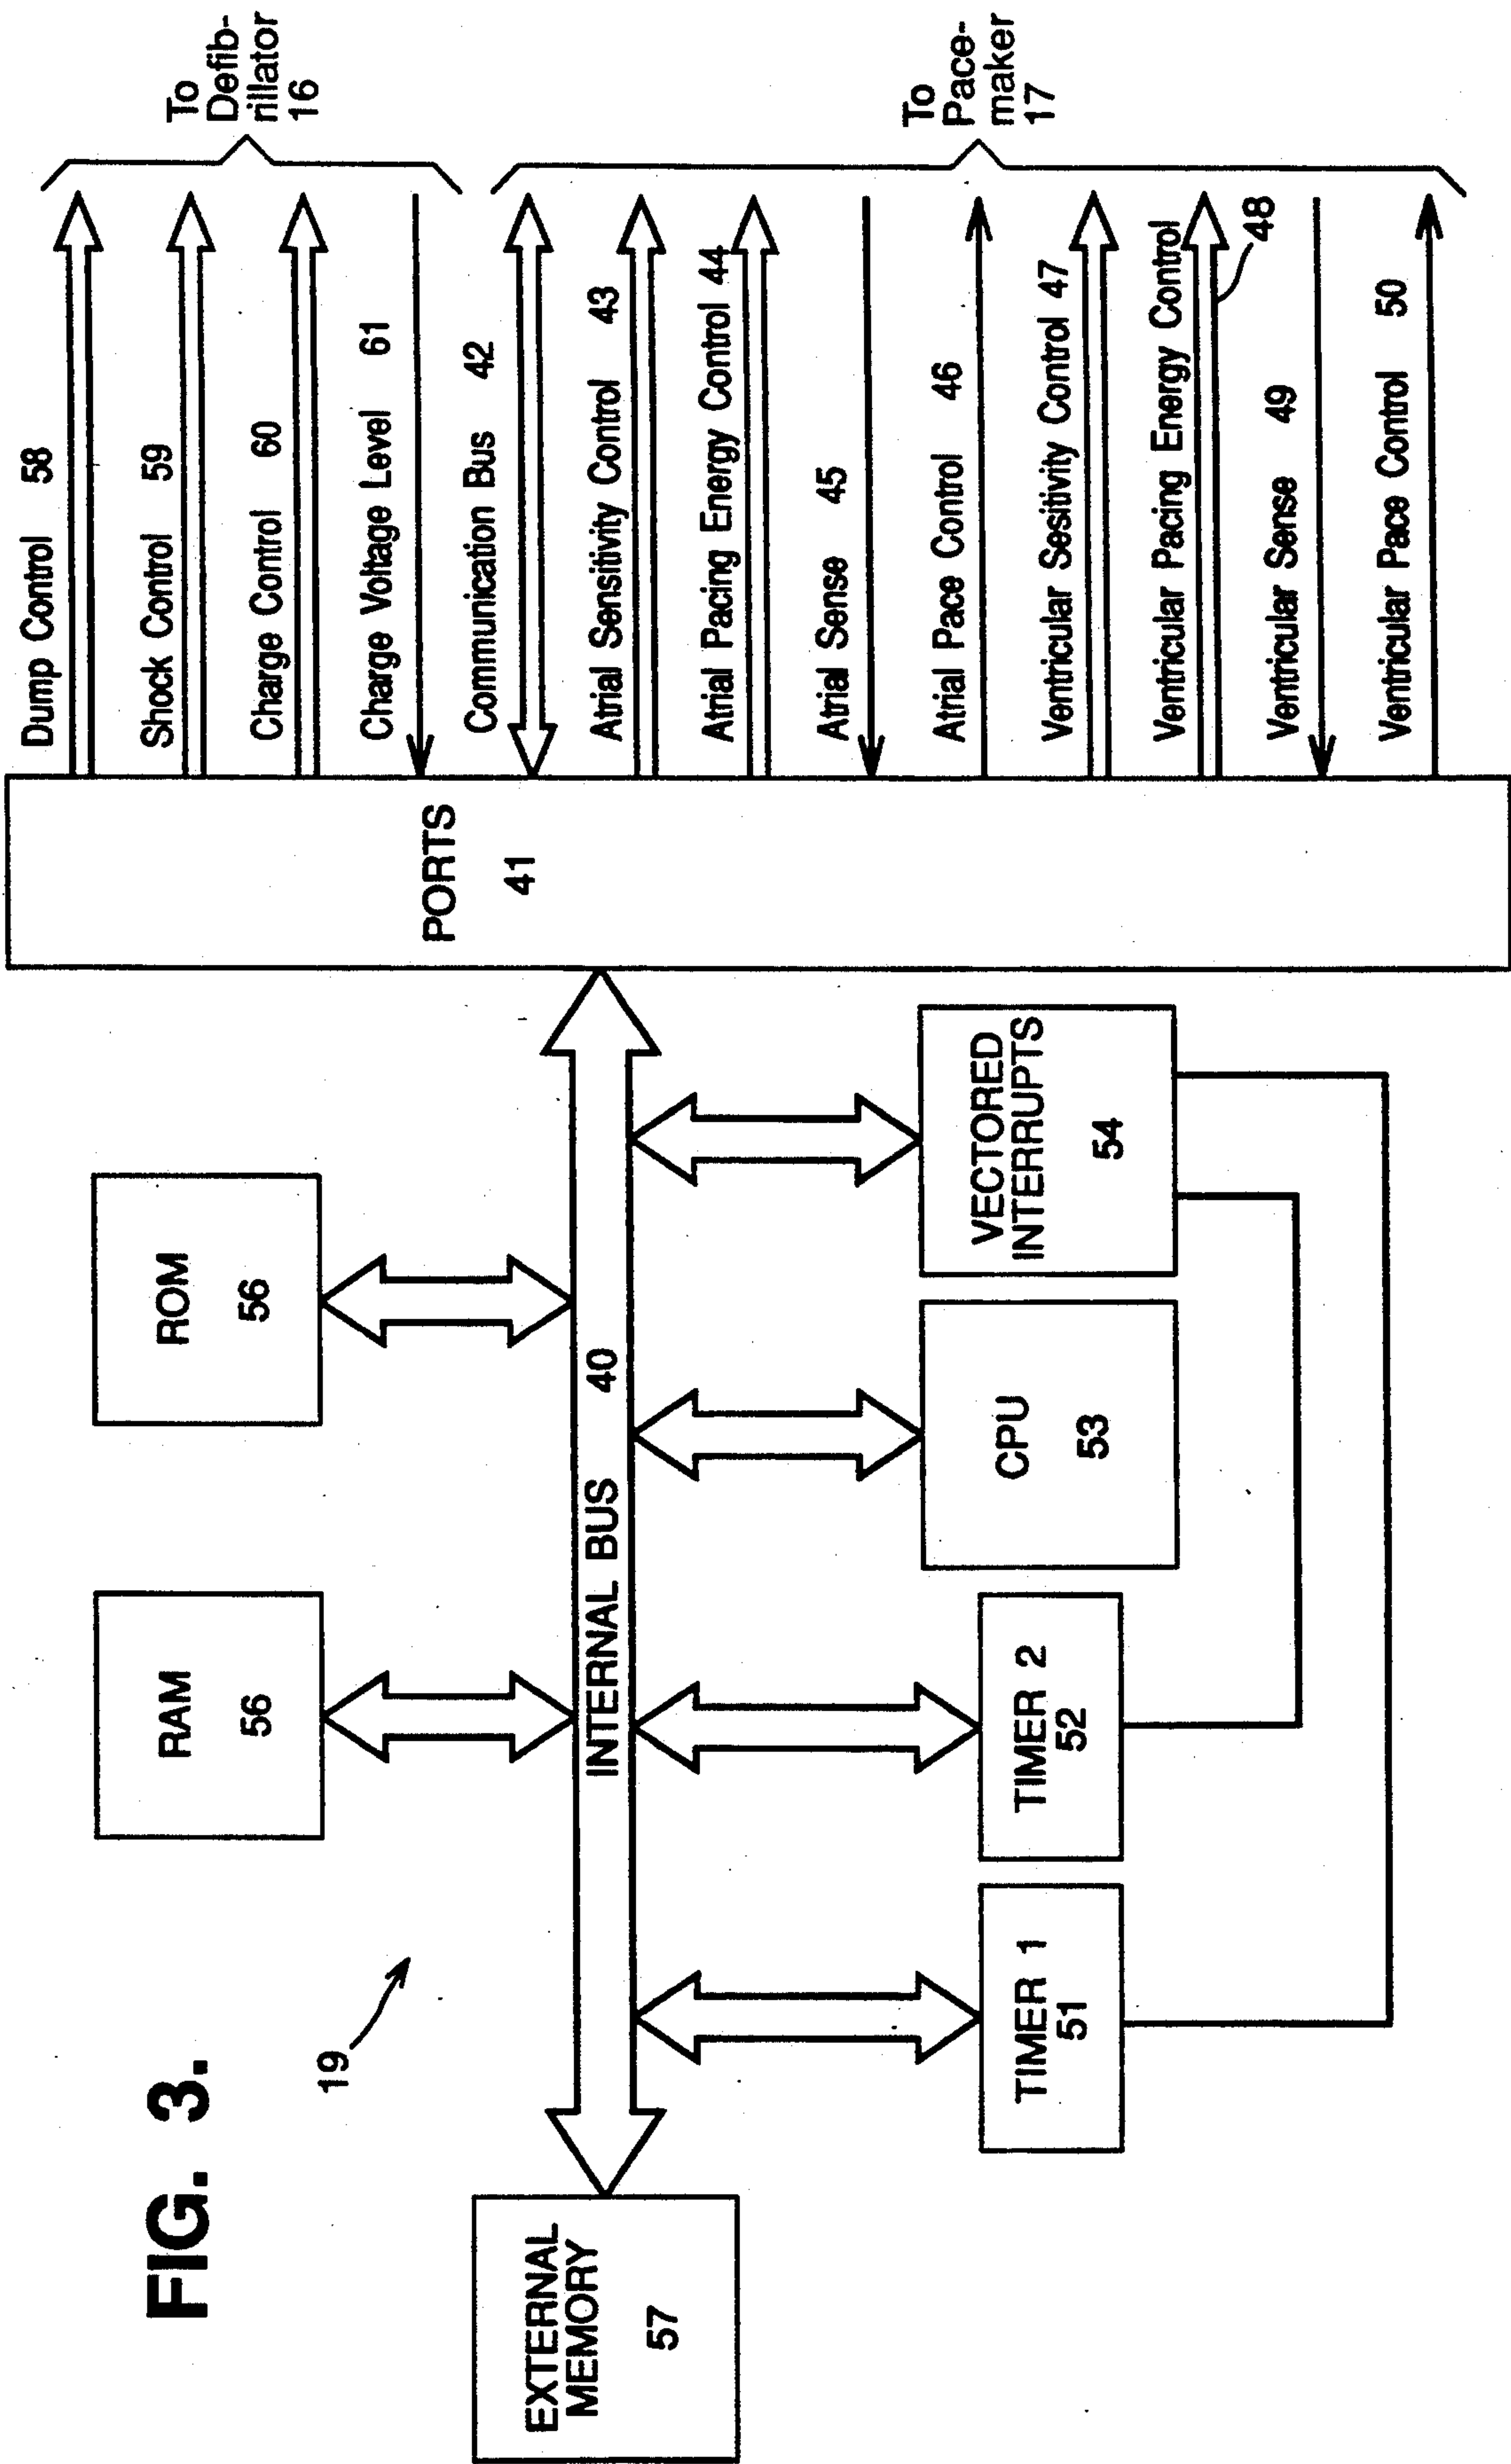 FIG. 3.
19
EXTERNAL
MEMORY
57
RAM
56
ROM
56
INTERNAL BUS 40
TIMER 1
51
TIMER 2
52
CPU
53
VECTORED
INTERRUPTS
54
PORTS
41
Dump Control 58
Shock Control 59
Charge Control 60
Charge Voltage Level 61
Communication Bus 42
Atrial Sensitivity Control 43
Atrial Pacing Energy Control 44
Atrial Sense 45
Atrial Pace Control 46
Ventricular Sesitivity Control 47
Ventricular Pacing Energy Control
48
Ventricular Sense 49
Ventricular Pace Control 50
To
Defib-
rillator
16
To
Pace-
maker
17